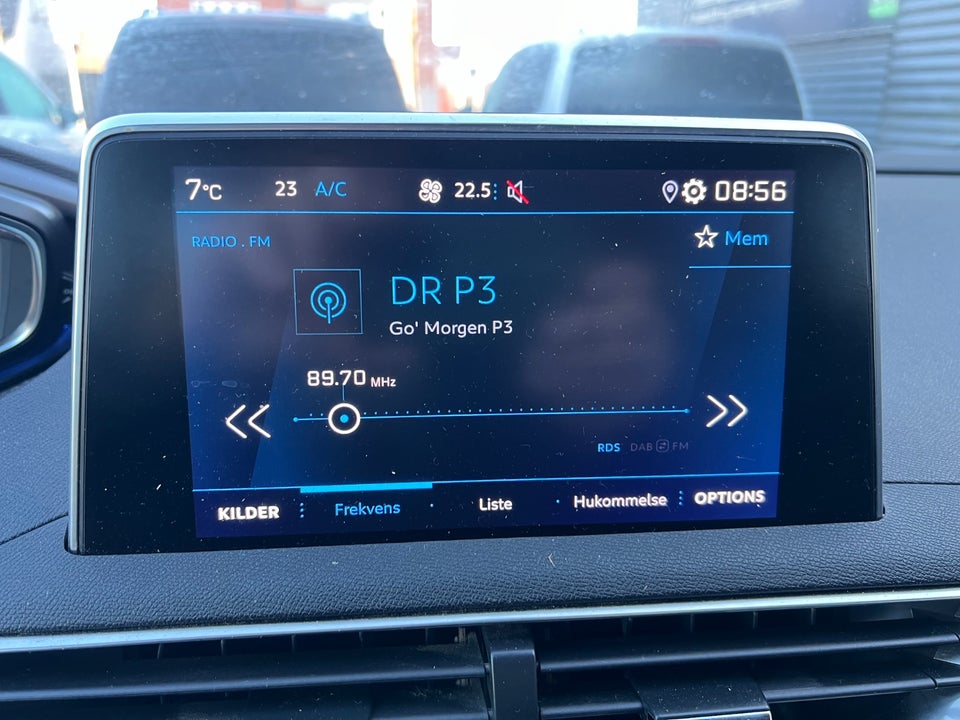 7°C 23 A/C 22.5 08:56
RADIO . FM
Mem
DR P3
Go' Morgen P3
89.70 MHz
RDS DAB FM
KILDER Frekvens Liste Hukommelse OPTIONS